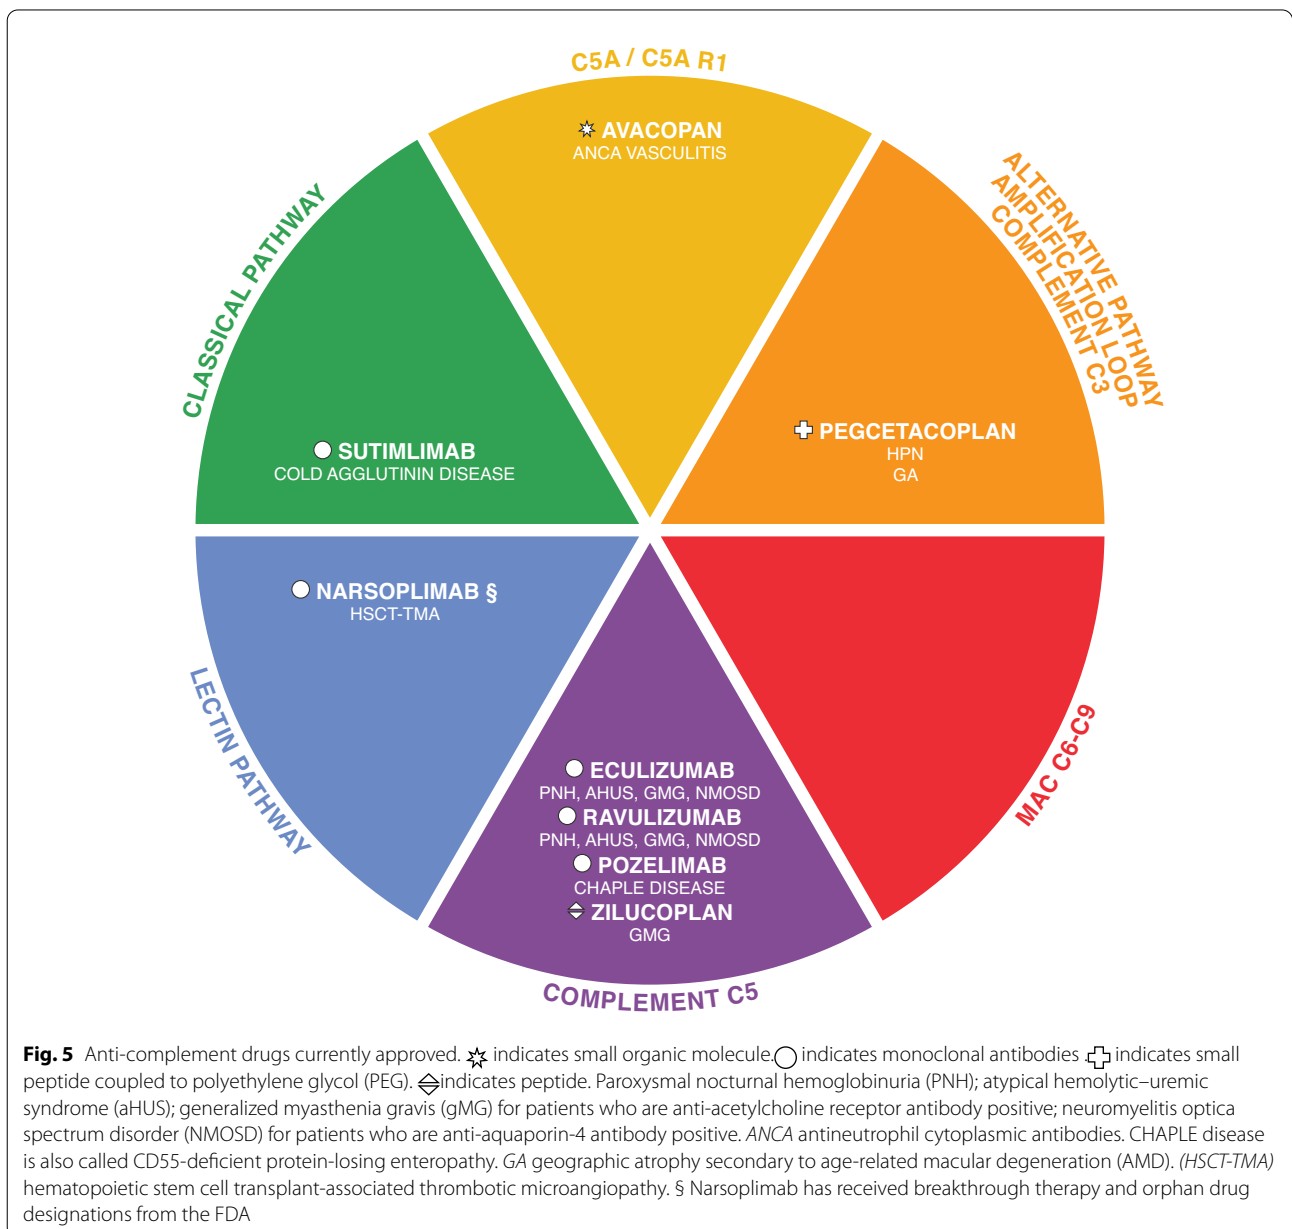 C5A / C5A R1
AVACOPAN
ANCA VASCULITIS
ALTERNATIVE PATHWAY
AMPLIFICATION LOOP
COMPLEMENT C3
CLASSICAL PATHWAY
PEGCETACOPLAN
HPN
GA
SUTIMLIMAB
COLD AGGLUTININ DISEASE
NARSOPLIMAB §
HSCT-TMA
LECTIN PATHWAY
MAC C6-C9
ECULIZUMAB
PNH, AHUS, GMG, NMOSD
RAVULIZUMAB
PNH, AHUS, GMG, NMOSD
POZELIMAB
CHAPLE DISEASE
ZILUCOPLAN
GMG
COMPLEMENT C5
Fig. 5 Anti-complement drugs currently approved. indicates small organic molecule. indicates monoclonal antibodies . indicates small
peptide coupled to polyethylene glycol (PEG). indicates peptide. Paroxysmal nocturnal hemoglobinuria (PNH); atypical hemolytic–uremic
syndrome (aHUS); generalized myasthenia gravis (gMG) for patients who are anti-acetylcholine receptor antibody positive; neuromyelitis optica
spectrum disorder (NMOSD) for patients who are anti-aquaporin-4 antibody positive. ANCA antineutrophil cytoplasmic antibodies. CHAPLE disease
is also called CD55-deficient protein-losing enteropathy. GA geographic atrophy secondary to age-related macular degeneration (AMD). (HSCT-TMA)
hematopoietic stem cell transplant-associated thrombotic microangiopathy. § Narsoplimab has received breakthrough therapy and orphan drug
designations from the FDA